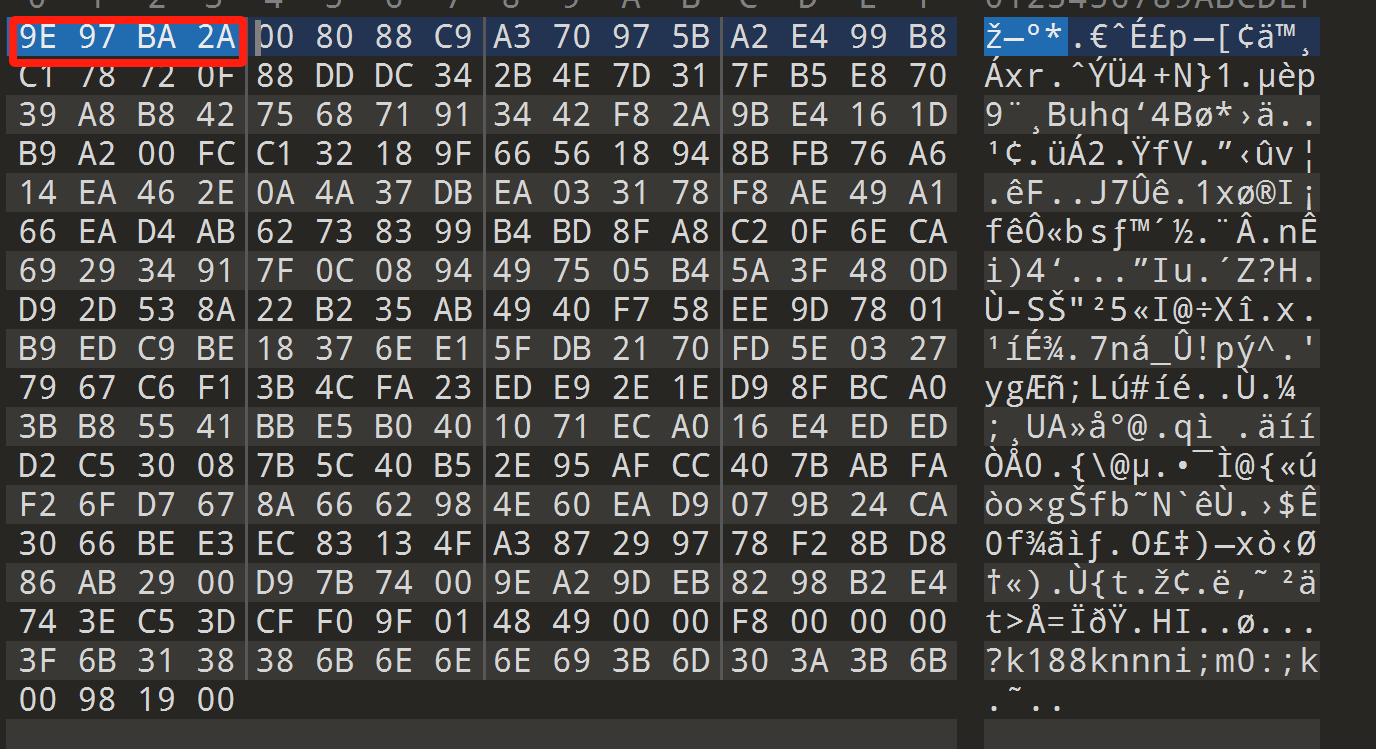 9E 97 BA 2A 00 80 88 C9 A3 70 97 5B A2 E4 99 B8 ž—º*.€ˆÉ£p—[¢ä™¸
C1 78 72 0F 88 DD DC 34 2B 4E 7D 31 7F B5 E8 70 Áxr.ˆÝÜ4+N}1.µèp
39 A8 B8 42 75 68 71 91 34 42 F8 2A 9B E4 16 1D 9¨¸Buhq‘4Bø*›ä..
B9 A2 00 FC C1 32 18 9F 66 56 18 94 8B FB 76 A6 ¹¢.üÁ2.ŸfV.”‹ûv¦
14 EA 46 2E 0A 4A 37 DB EA 03 31 78 F8 AE 49 A1 .êF..J7Ûê.1xø®I¡
66 EA D4 AB 62 73 83 99 B4 BD 8F A8 C2 0F 6E CA fêÔ«bsƒ™´½.¨Â.nÊ
69 29 34 91 7F 0C 08 94 49 75 05 B4 5A 3F 48 0D i)4‘...”Iu.´Z?H.
D9 2D 53 8A 22 B2 35 AB 49 40 F7 58 EE 9D 78 01 Ù-SŠ"²5«I@÷Xî.x.
B9 ED C9 BE 18 37 6E E1 5F DB 21 70 FD 5E 03 27 ¹íÉ¾.7ná_Û!pý^.'
79 67 C6 F1 3B 4C FA 23 ED E9 2E 1E D9 8F BC A0 ygÆñ;Lú#íé..Ù.¼
3B B8 55 41 BB E5 B0 40 10 71 EC A0 16 E4 ED ED ;¸UA»å°@.qì .äíí
D2 C5 30 08 7B 5C 40 B5 2E 95 AF CC 40 7B AB FA ÒÅ0.{\@µ.•¯Ì@{«ú
F2 6F D7 67 8A 66 62 98 4E 60 EA D9 07 9B 24 CA òo×gŠfb˜N`êÙ.›$Ê
30 66 BE E3 EC 83 13 4F A3 87 29 97 78 F2 8B D8 0f¾ãìƒ.O£‡)—xò‹Ø
86 AB 29 00 D9 7B 74 00 9E A2 9D EB 82 98 B2 E4 †«).Ù{t.ž¢.ë‚˜²ä
74 3E C5 3D CF F0 9F 01 48 49 00 00 F8 00 00 00 t>Å=ÏðŸ.HI..ø...
3F 6B 31 38 38 6B 6E 6E 6E 69 3B 6D 30 3A 3B 6B ?k188knnni;m0:;k
00 98 19 00 .˜..